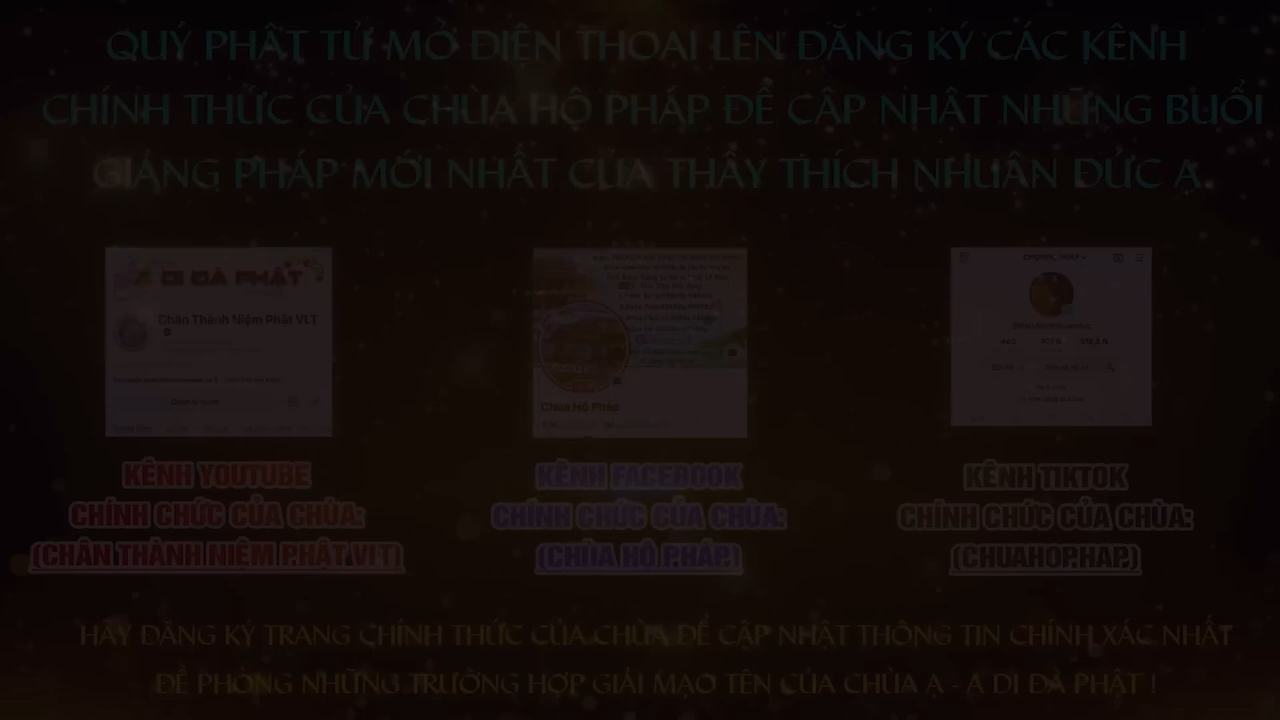 QUÝ PHẬT TỬ MỞ ĐIỆN THOẠI LÊN ĐĂNG KÝ CÁC KÊNH
CHÍNH THỨC CỦA CHÙA HỘ PHÁP ĐỂ CẬP NHẬT NHỮNG BUỔI
GIẢNG PHÁP MỚI NHẤT CỦA THẦY THÍCH NHUẬN ĐỨC Ạ.
DI ĐÀ PHẬT
Chân Thành Niệm Phật VLT
Chùa Hộ Pháp
KÊNH YOUTUBE
CHÍNH CHỨC CỦA CHÙA:
(CHÂN THÀNH NIỆM PHẬT VLT)
KÊNH FACEBOOK
CHÍNH CHỨC CỦA CHÙA:
(CHÙA HỘ PHÁP)
KÊNH TIKTOK
CHÍNH CHỨC CỦA CHÙA:
(CHUAHOPHAP.)
HÃY ĐĂNG KÝ TRANG CHÍNH THỨC CỦA CHÙA ĐỂ CẬP NHẬT THÔNG TIN CHÍNH XÁC NHẤT
ĐỀ PHÒNG NHỮNG TRƯỜNG HỢP GIẢI MẠO TÊN CỦA CHÙA Ạ - A DI ĐÀ PHẬT !